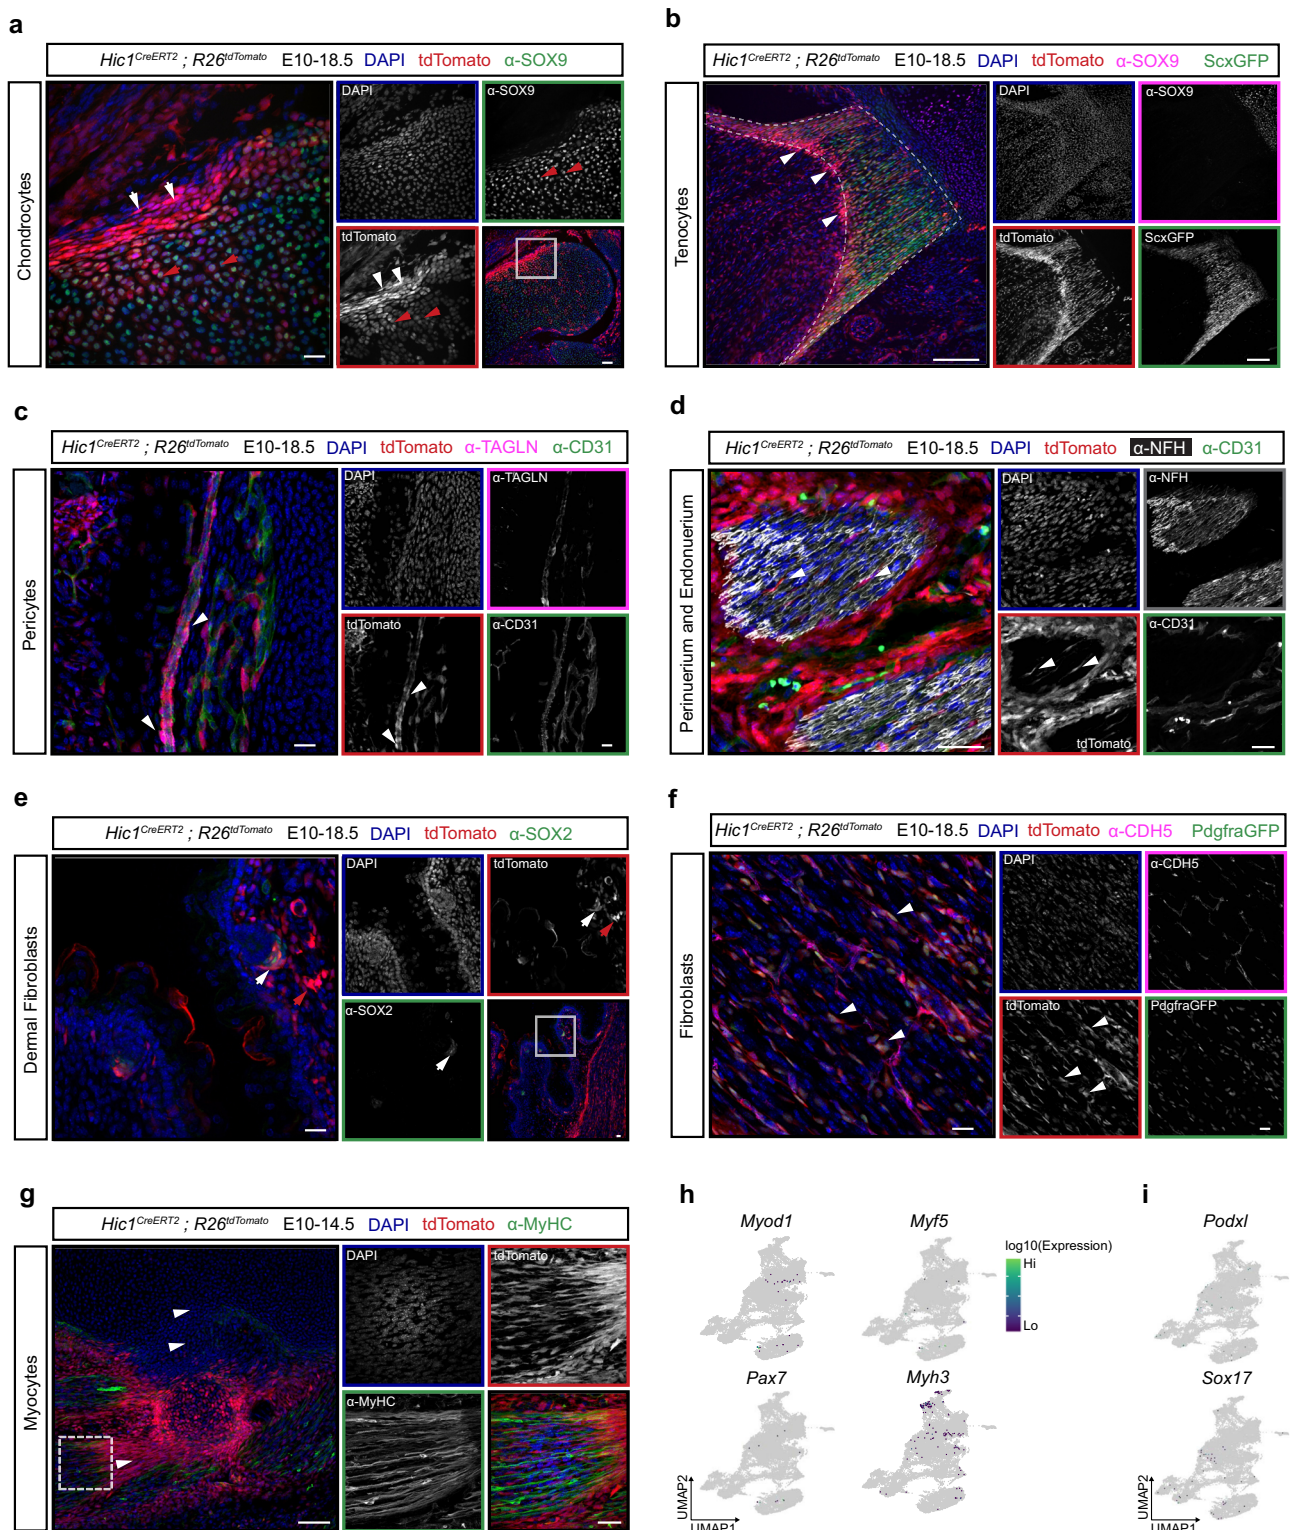 a
Hic1CreERT2 ; R26tdTomato E10-18.5 DAPI tdTomato α-SOX9
Chondrocytes
DAPI
α-SOX9
tdTomato
b
Hic1CreERT2 ; R26tdTomato E10-18.5 DAPI tdTomato α-SOX9 ScxGFP
Tenocytes
DAPI
α-SOX9
tdTomato
ScxGFP
c
Hic1CreERT2 ; R26tdTomato E10-18.5 DAPI tdTomato α-TAGLN α-CD31
Pericytes
DAPI
α-TAGLN
tdTomato
α-CD31
d
Hic1CreERT2 ; R26tdTomato E10-18.5 DAPI tdTomato α-NFH α-CD31
Perinuerium and Endonuerium
DAPI
α-NFH
tdTomato
α-CD31
e
Hic1CreERT2 ; R26tdTomato E10-18.5 DAPI tdTomato α-SOX2
Dermal Fibroblasts
DAPI
tdTomato
α-SOX2
f
Hic1CreERT2 ; R26tdTomato E10-18.5 DAPI tdTomato α-CDH5 PdgfraGFP
Fibroblasts
DAPI
α-CDH5
tdTomato
PdgfraGFP
g
Hic1CreERT2 ; R26tdTomato E10-14.5 DAPI tdTomato α-MyHC
Myocytes
DAPI
tdTomato
α-MyHC
h
Myod1
Myf5
log10(Expression)
Hi
Lo
Pax7
Myh3
UMAP2
UMAP1
i
Podxl
Sox17
UMAP2
UMAP1